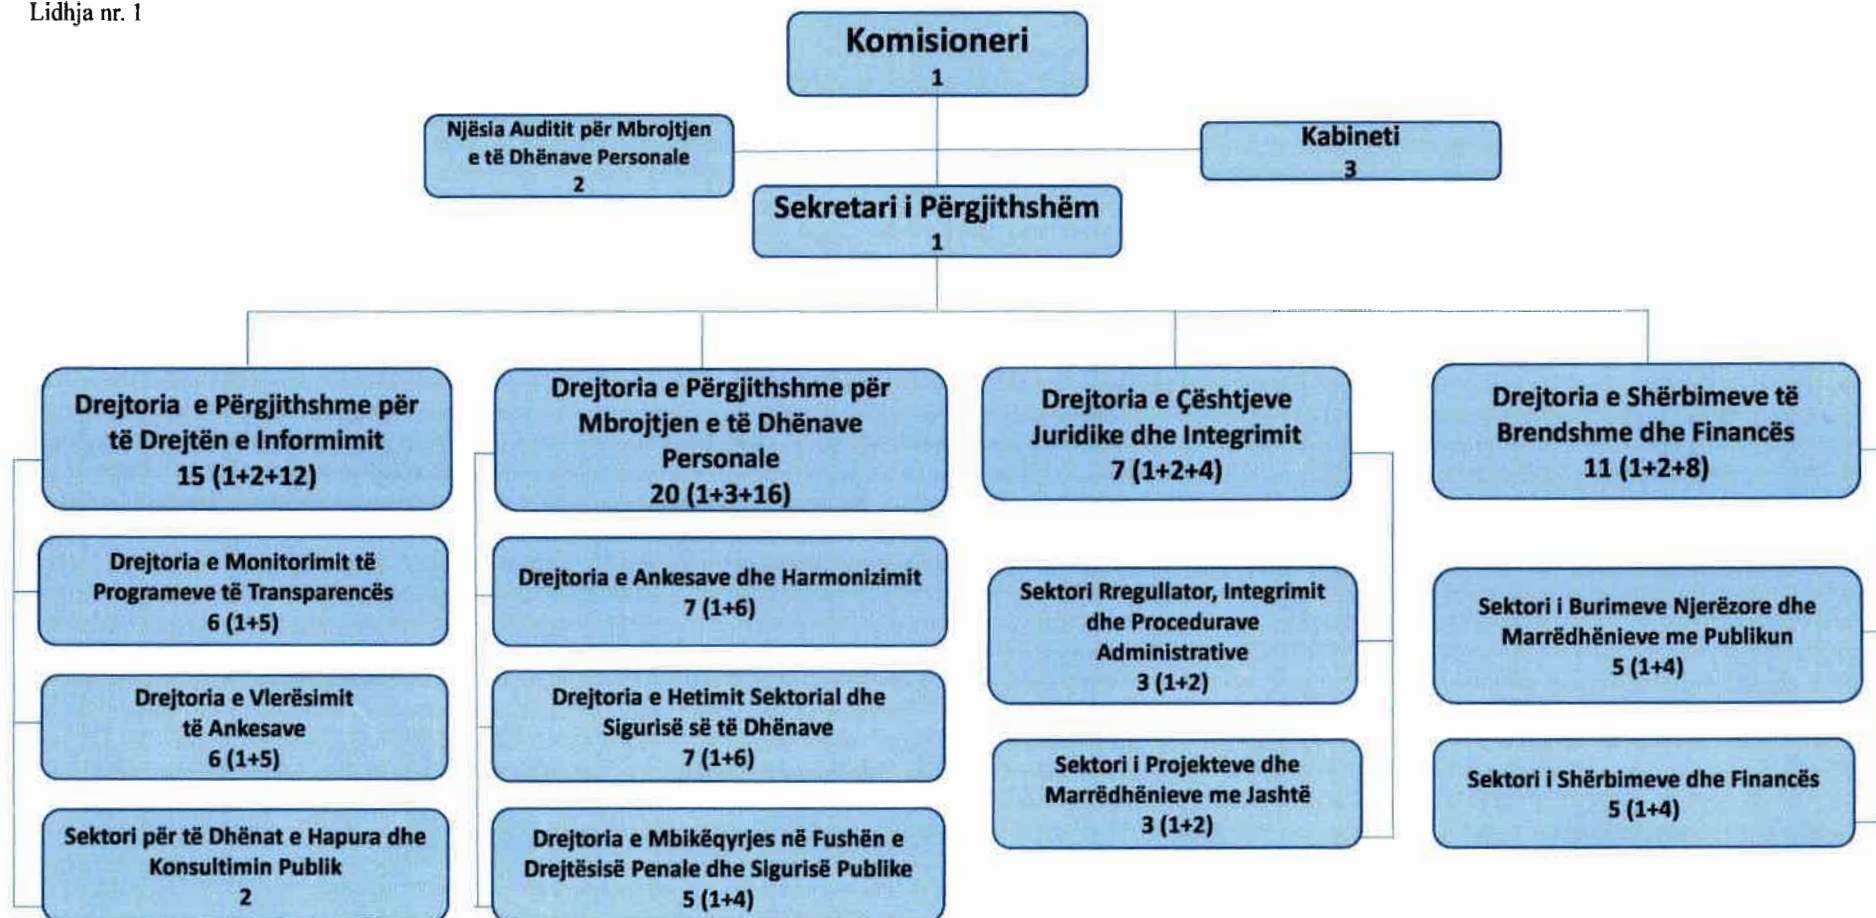 Lidhja nr. 1
Komisioneri
1
Njësia Auditit për Mbrojtjen
e të Dhënave Personale
2
Kabineti
3
Sekretari i Përgjithshëm
1
Drejtoria e Përgjithshme për
të Drejtën e Informimit
15 (1+2+12)
Drejtoria e Monitorimit të
Programeve të Transparencës
6 (1+5)
Drejtoria e Vlerësimit
të Ankesave
6 (1+5)
Sektori për të Dhënat e Hapura dhe
Konsultimin Publik
2
Drejtoria e Përgjithshme për
Mbrojtjen e të Dhënave
Personale
20 (1+3+16)
Drejtoria e Ankesave dhe Harmonizimit
7 (1+6)
Drejtoria e Hetimit Sektorial dhe
Sigurisë së të Dhënave
7 (1+6)
Drejtoria e Mbikëqyrjes në Fushën e
Drejtësisë Penale dhe Sigurisë Publike
5 (1+4)
Drejtoria e Çështjeve
Juridike dhe Integrimit
7 (1+2+4)
Sektori Rregullator, Integrimit
dhe Procedurave
Administrative
3 (1+2)
Sektori i Projekteve dhe
Marrëdhënieve me Jashtë
3 (1+2)
Drejtoria e Shërbimeve të
Brendshme dhe Financës
11 (1+2+8)
Sektori i Burimeve Njerëzore dhe
Marrëdhënieve me Publikun
5 (1+4)
Sektori i Shërbimeve dhe Financës
5 (1+4)